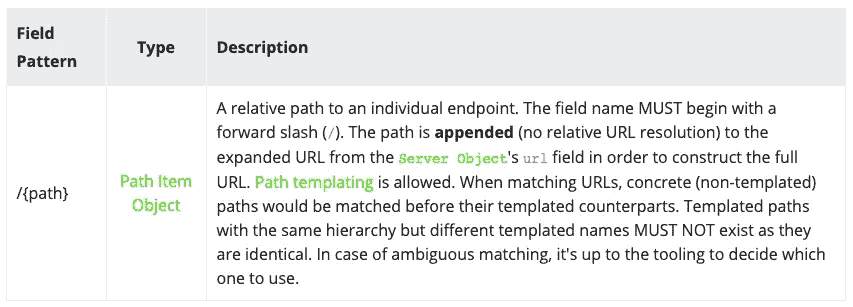 Field
Pattern
Type
Description
/{path}
Path Item
Object
A relative path to an individual endpoint. The field name MUST begin with a
forward slash (/). The path is appended (no relative URL resolution) to the
expanded URL from the Server Object's url field in order to construct the full
URL. Path templating is allowed. When matching URLs, concrete (non-templated)
paths would be matched before their templated counterparts. Templated paths
with the same hierarchy but different templated names MUST NOT exist as they
are identical. In case of ambiguous matching, it's up to the tooling to decide which
one to use.